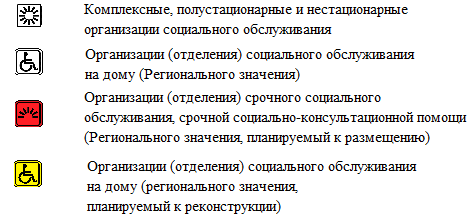 Комплексные, полустационарные и нестационарные
организации социального обслуживания
Организации (отделения) социального обслуживания
на дому (Регионального значения)
Организации (отделения) срочного социального
обслуживания, срочной социально-консультационной помощи
(Регионального значения, планируемый к размещению)
Организации (отделения) социального обслуживания
на дому (регионального значения,
планируемый к реконструкции)